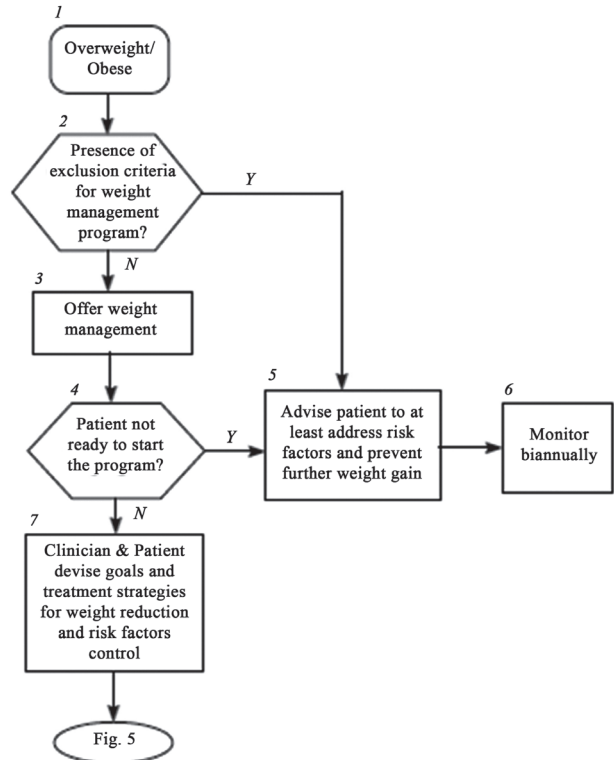 1
Overweight/
Obese
2
Presence of
exclusion criteria
for weight
management
program?
Y
N
3
Offer weight
management
4
Patient not
ready to start
the program?
Y
N
5
Advise patient to at
least address risk
factors and prevent
further weight gain
6
Monitor
biannually
7
Clinician & Patient
devise goals and
treatment strategies
for weight reduction
and risk factors
control
Fig. 5